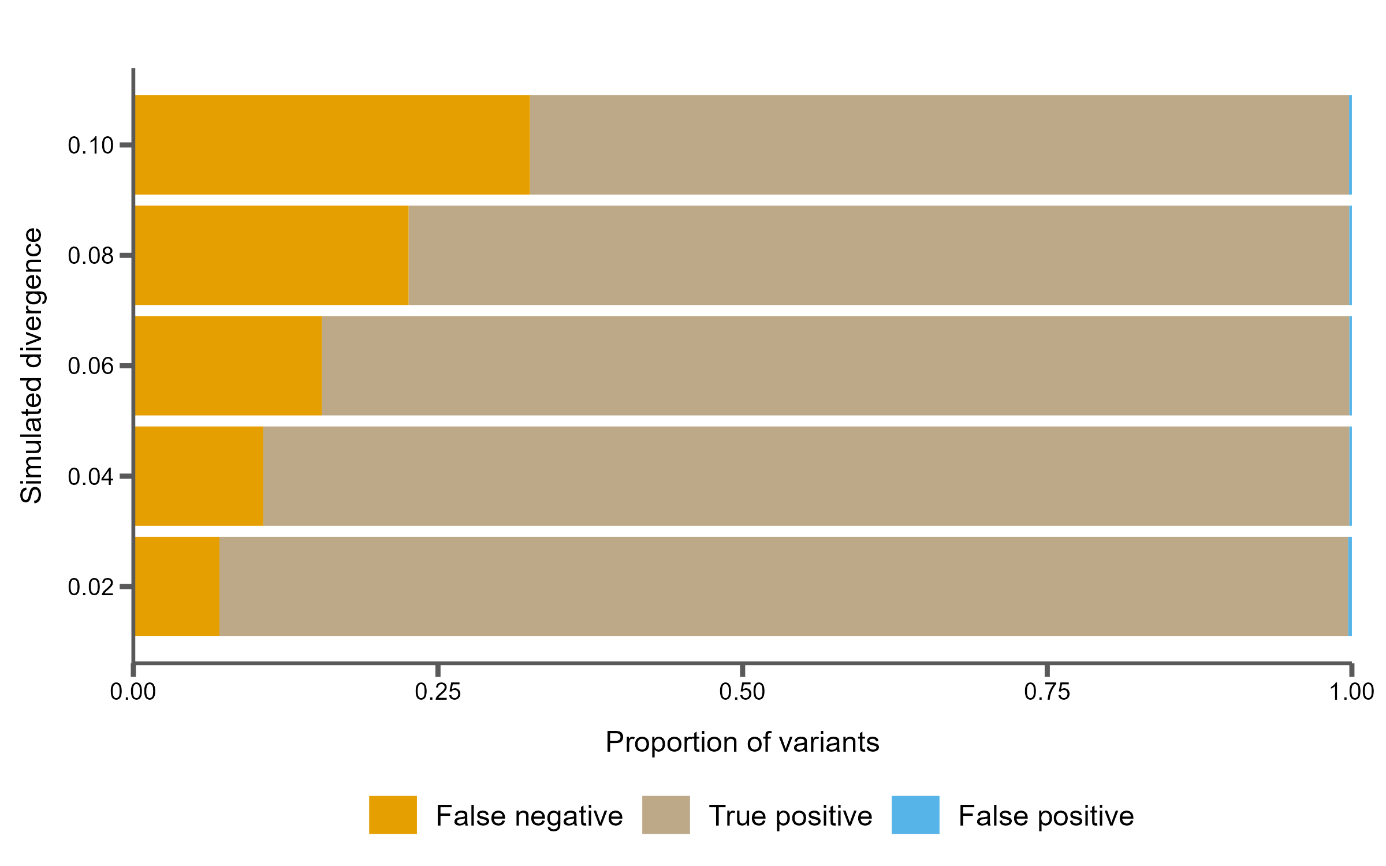 Simulated divergence
0.10
0.08
0.06
0.04
0.02
0.00 0.25 0.50 0.75 1.00
Proportion of variants
False negative True positive False positive